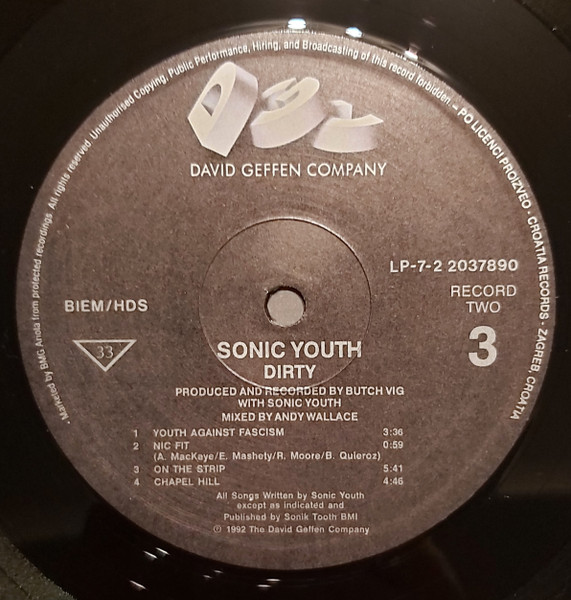 • Marketed by BMG Ariola from protected recordings. All rights reserved. Unauthorised Copying, Public Performance, Hiring, and Broadcasting of this record forbidden – PO LICENCI PROIZVEO • CROATIA RECORDS • ZAGREB, CROATIA
DGC
DAVID GEFFEN COMPANY
LP-7-2 2037890
BIEM/HDS
RECORD
TWO
33
3
SONIC YOUTH
DIRTY
PRODUCED AND RECORDED BY BUTCH VIG
WITH SONIC YOUTH
MIXED BY ANDY WALLACE
1 YOUTH AGAINST FASCISM 3:36
2 NIC FIT 0:59
(A. MacKaye/E. Mashety/R. Moore/B. Quieroz)
3 ON THE STRIP 5:41
4 CHAPEL HILL 4:46
All Songs Written by Sonic Youth
except as indicated and
Published by Sonik Tooth BMI
℗ 1992 The David Geffen Company